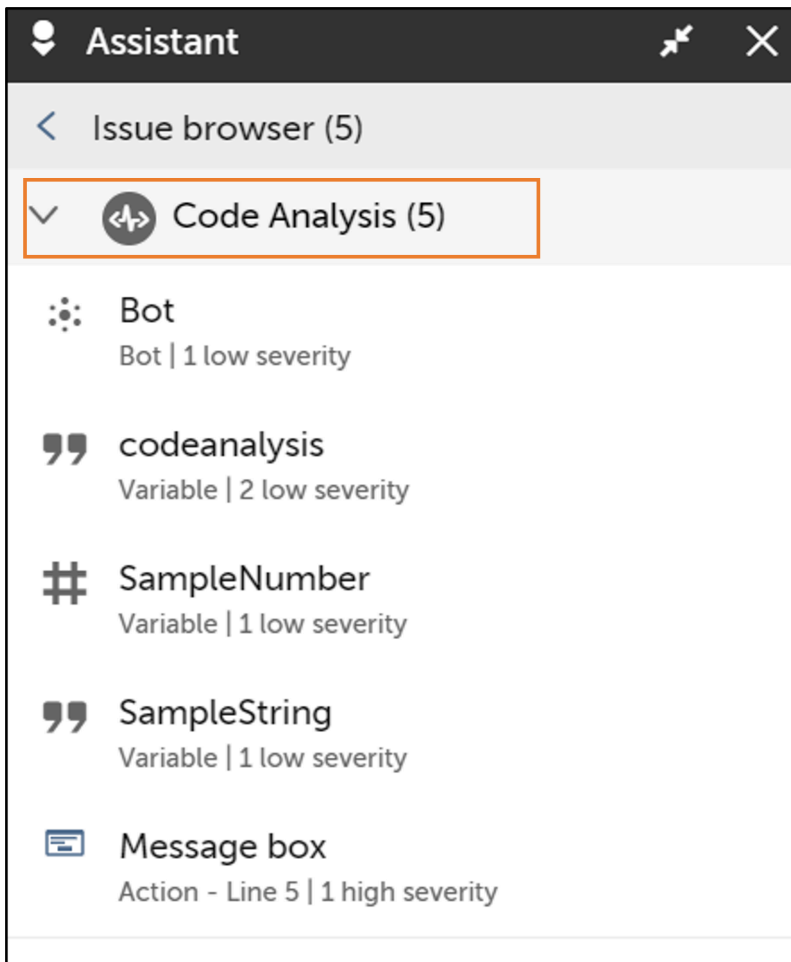 Assistant
Issue browser (5)
Code Analysis (5)
Bot
Bot | 1 low severity
codeanalysis
Variable | 2 low severity
SampleNumber
Variable | 1 low severity
SampleString
Variable | 1 low severity
Message box
Action - Line 5 | 1 high severity